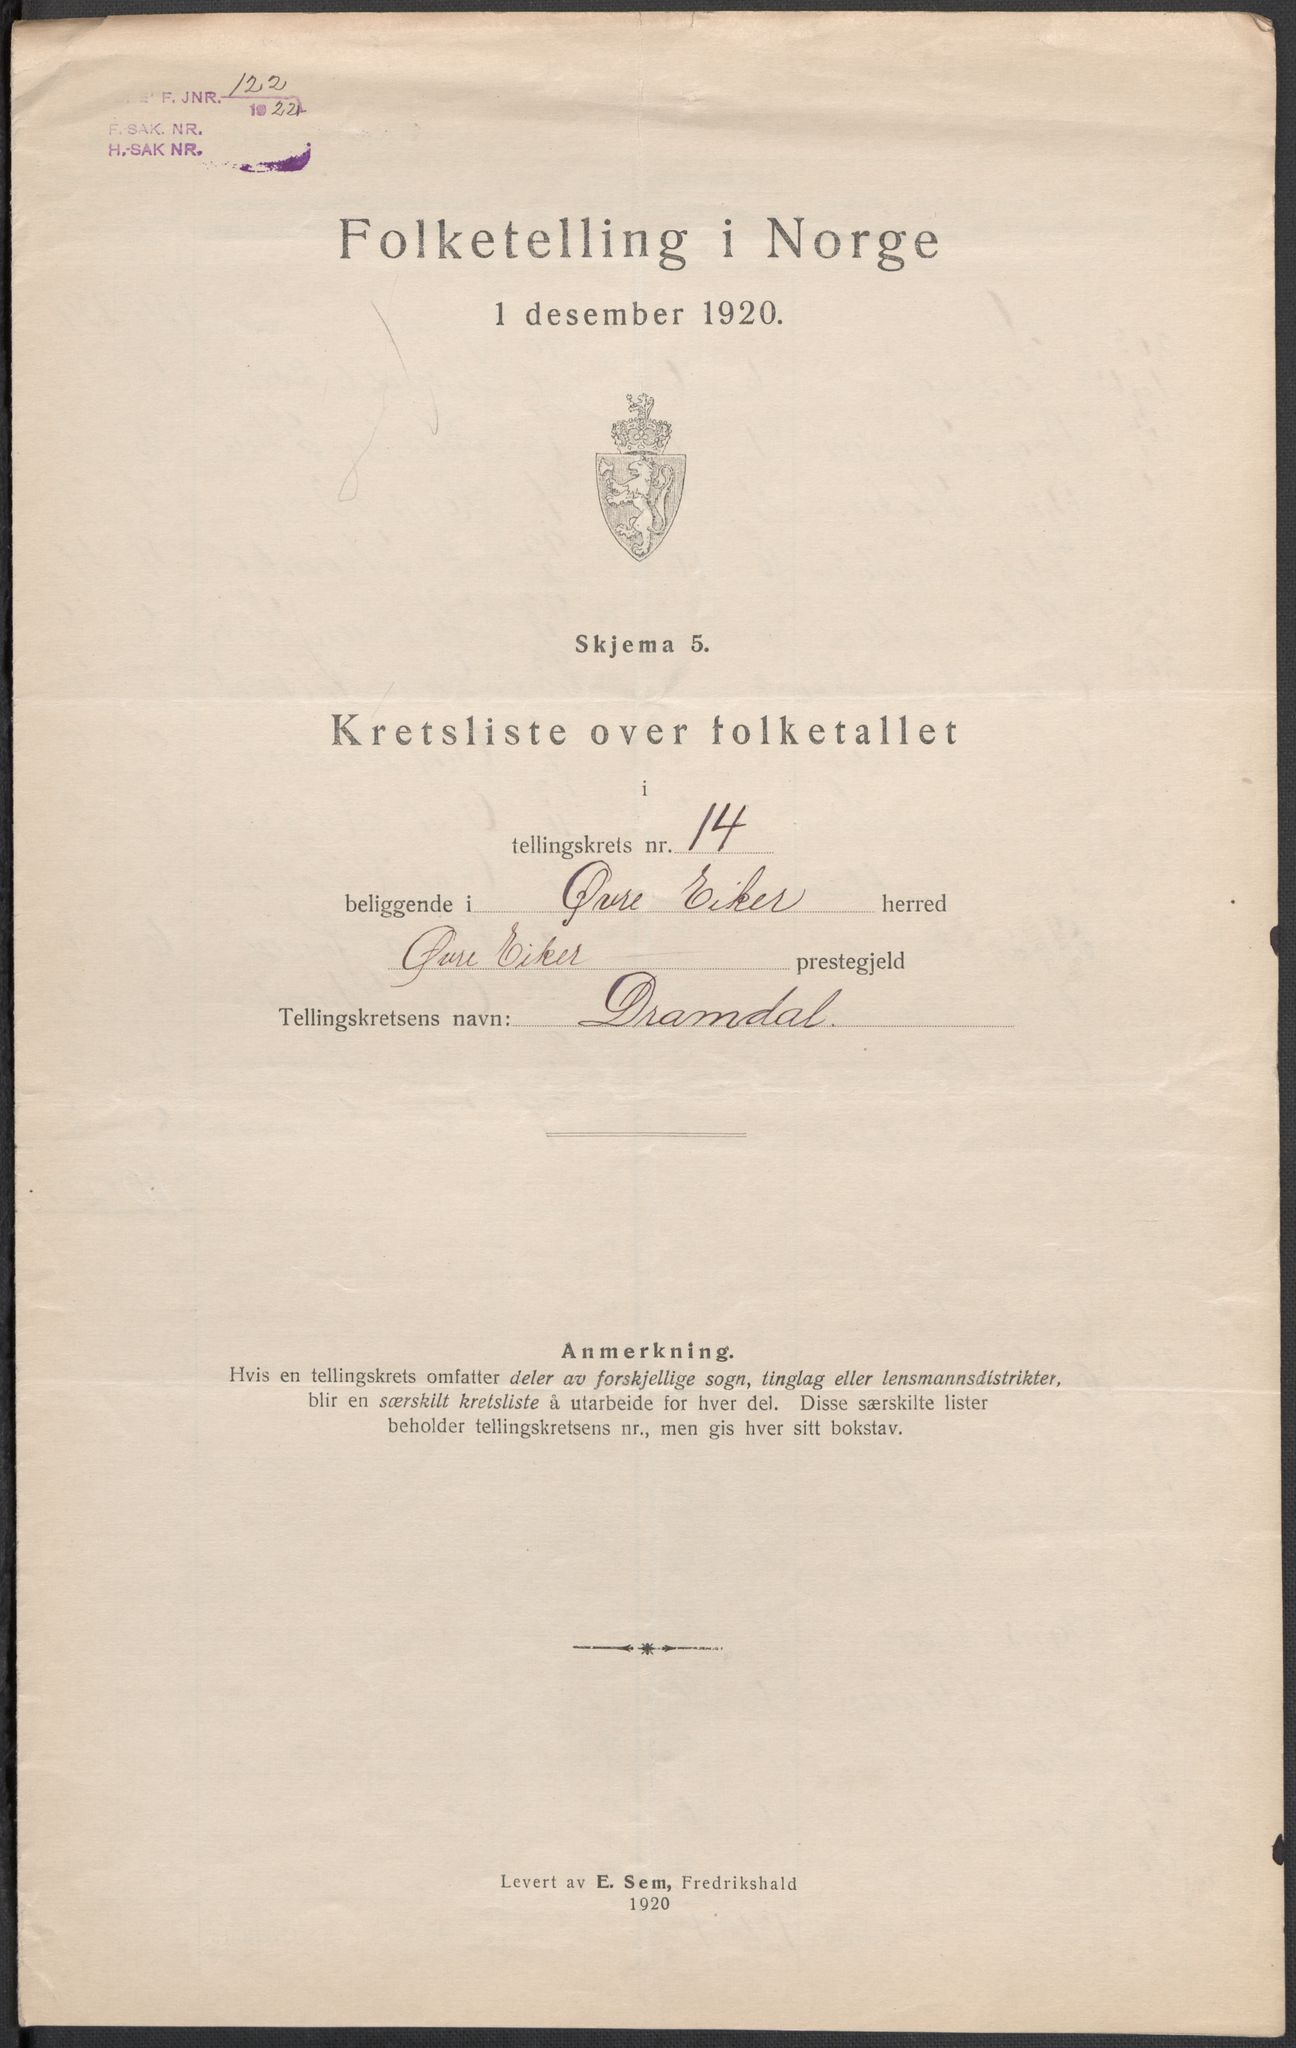 F. JNR. 122
1922
F. SAK. NR.
H.-SAK NR.
Folketelling i Norge
1 desember 1920.
Skjema 5.
Kretsliste over folketallet
i
tellingskrets nr. 14
beliggende i Øvre Eiker herred
Øvre Eiker prestegjeld
Tellingskretsens navn: Dramdal.
Anmerkning.
Hvis en tellingskrets omfatter deler av forskjellige sogn, tinglag eller lensmannsdistrikter,
blir en særskilt kretsliste å utarbeide for hver del. Disse særskilte lister
beholder tellingskretsens nr., men gis hver sitt bokstav.
Levert av E. Sem, Fredrikshald
1920